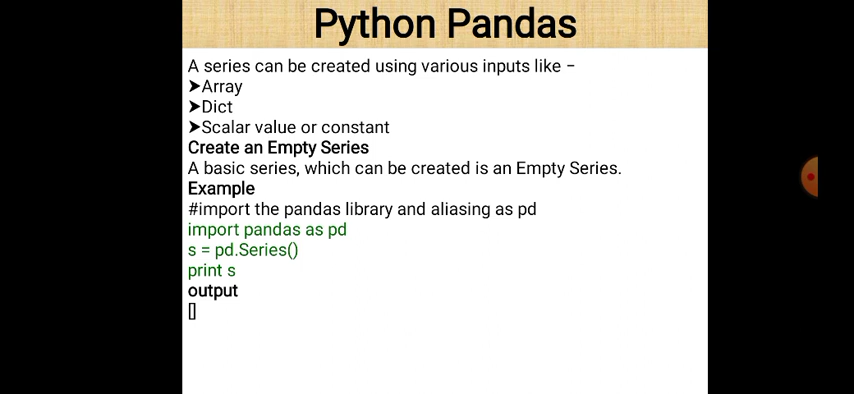 Python Pandas
A series can be created using various inputs like −
➤Array
➤Dict
➤Scalar value or constant
Create an Empty Series
A basic series, which can be created is an Empty Series.
Example
#import the pandas library and aliasing as pd
import pandas as pd
s = pd.Series()
print s
output
[]